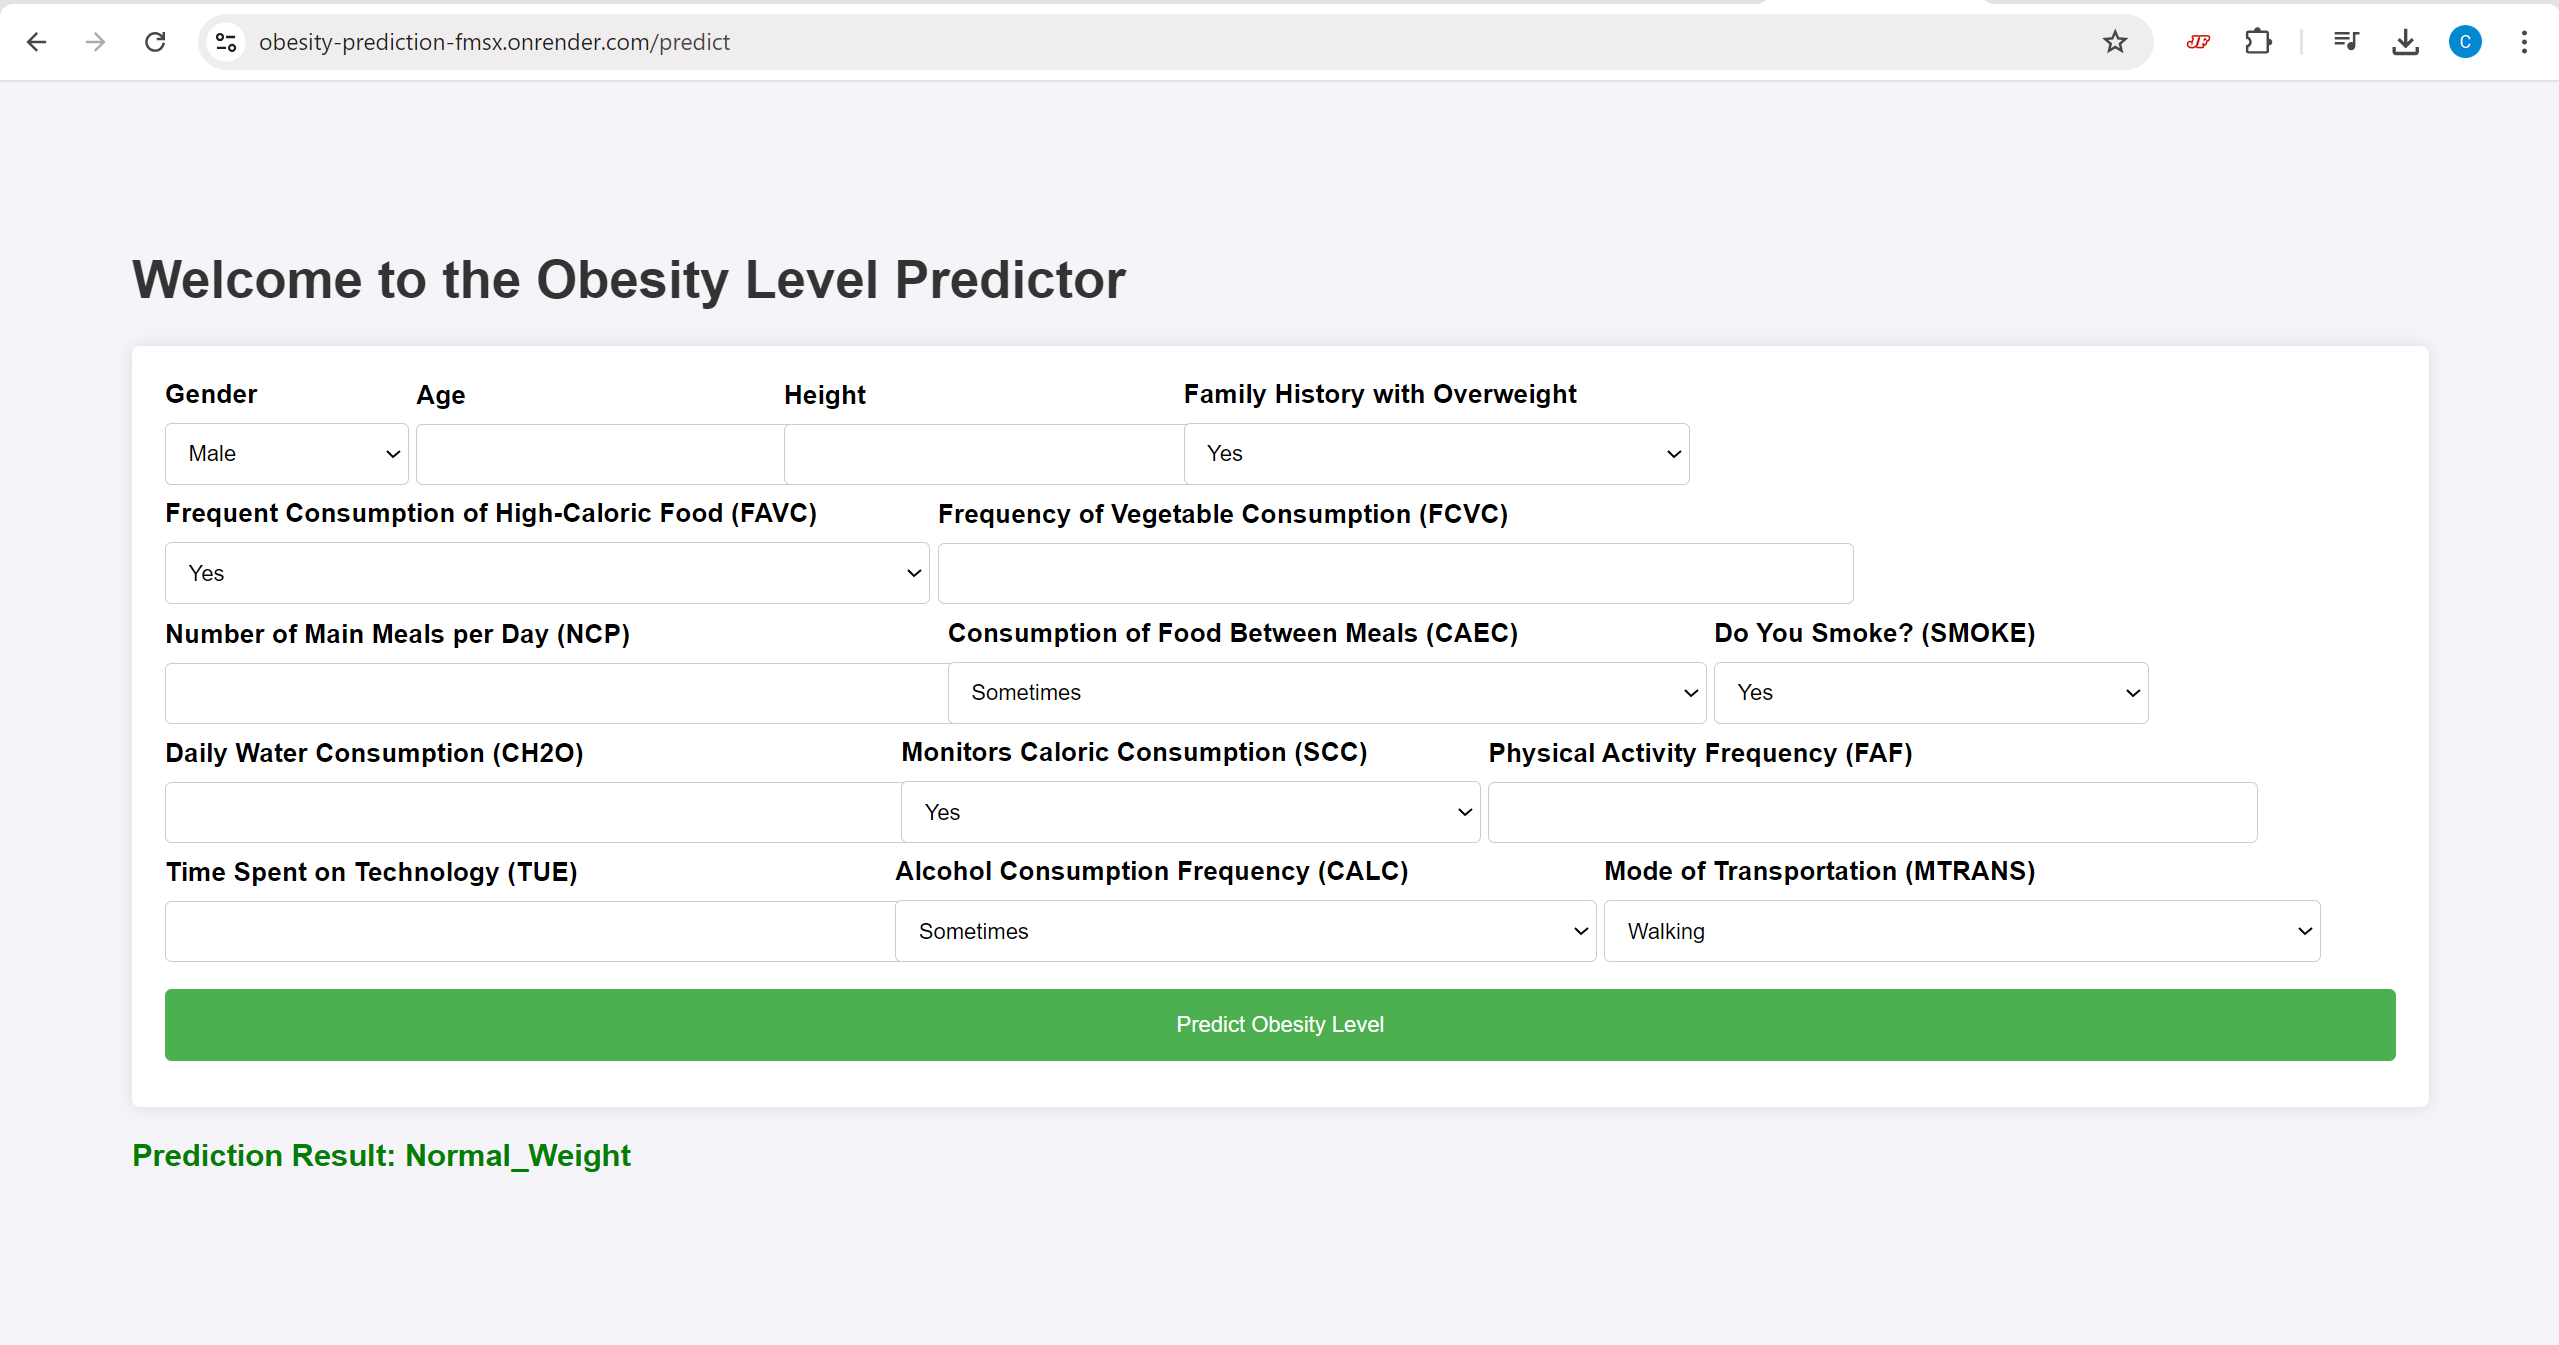 obesity-prediction-fmsx.onrender.com/predict
C
Welcome to the Obesity Level Predictor
Gender Age Height Family History with Overweight
Male Yes
Frequent Consumption of High-Caloric Food (FAVC) Frequency of Vegetable Consumption (FCVC)
Yes
Number of Main Meals per Day (NCP) Consumption of Food Between Meals (CAEC) Do You Smoke? (SMOKE)
Sometimes Yes
Daily Water Consumption (CH2O) Monitors Caloric Consumption (SCC) Physical Activity Frequency (FAF)
Yes
Time Spent on Technology (TUE) Alcohol Consumption Frequency (CALC) Mode of Transportation (MTRANS)
Sometimes Walking
Predict Obesity Level
Prediction Result: Normal_Weight